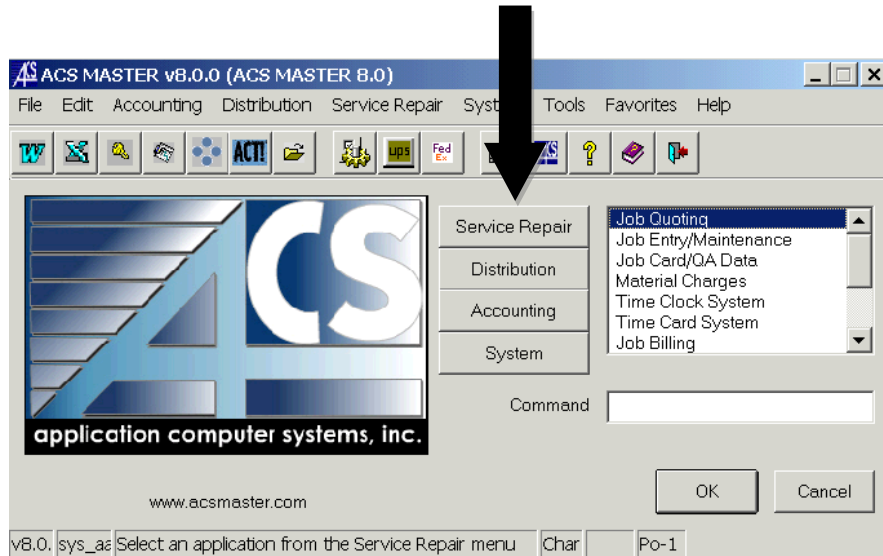 ACS MASTER v8.0.0 (ACS MASTER 8.0)
File Edit Accounting Distribution Service Repair Tools Favorites Help
W ACT! ups Fed Ex ?
ACS
application computer systems, inc.
www.acsmaster.com
Service Repair
Distribution
Accounting
System
Job Quoting
Job Entry/Maintenance
Job Card/QA Data
Material Charges
Time Clock System
Time Card System
Job Billing
Command
OK Cancel
v8.0. sys_aa Select an application from the Service Repair menu Char Po-1